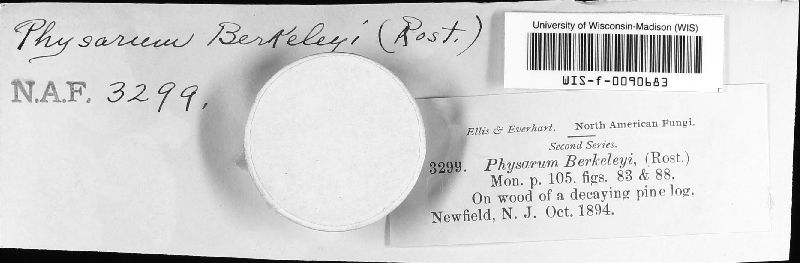 Physarum Berkeleyi (Rost.)
N.A.F. 3299.
University of Wisconsin-Madison (WIS)
WIS-f-0090683
Ellis & Everhart. North American Fungi.
Second Series.
3299. Physarum Berkeleyi, (Rost.)
Mon. p. 105. figs. 83 & 88.
On wood of a decaying pine log.
Newfield, N. J. Oct. 1894.